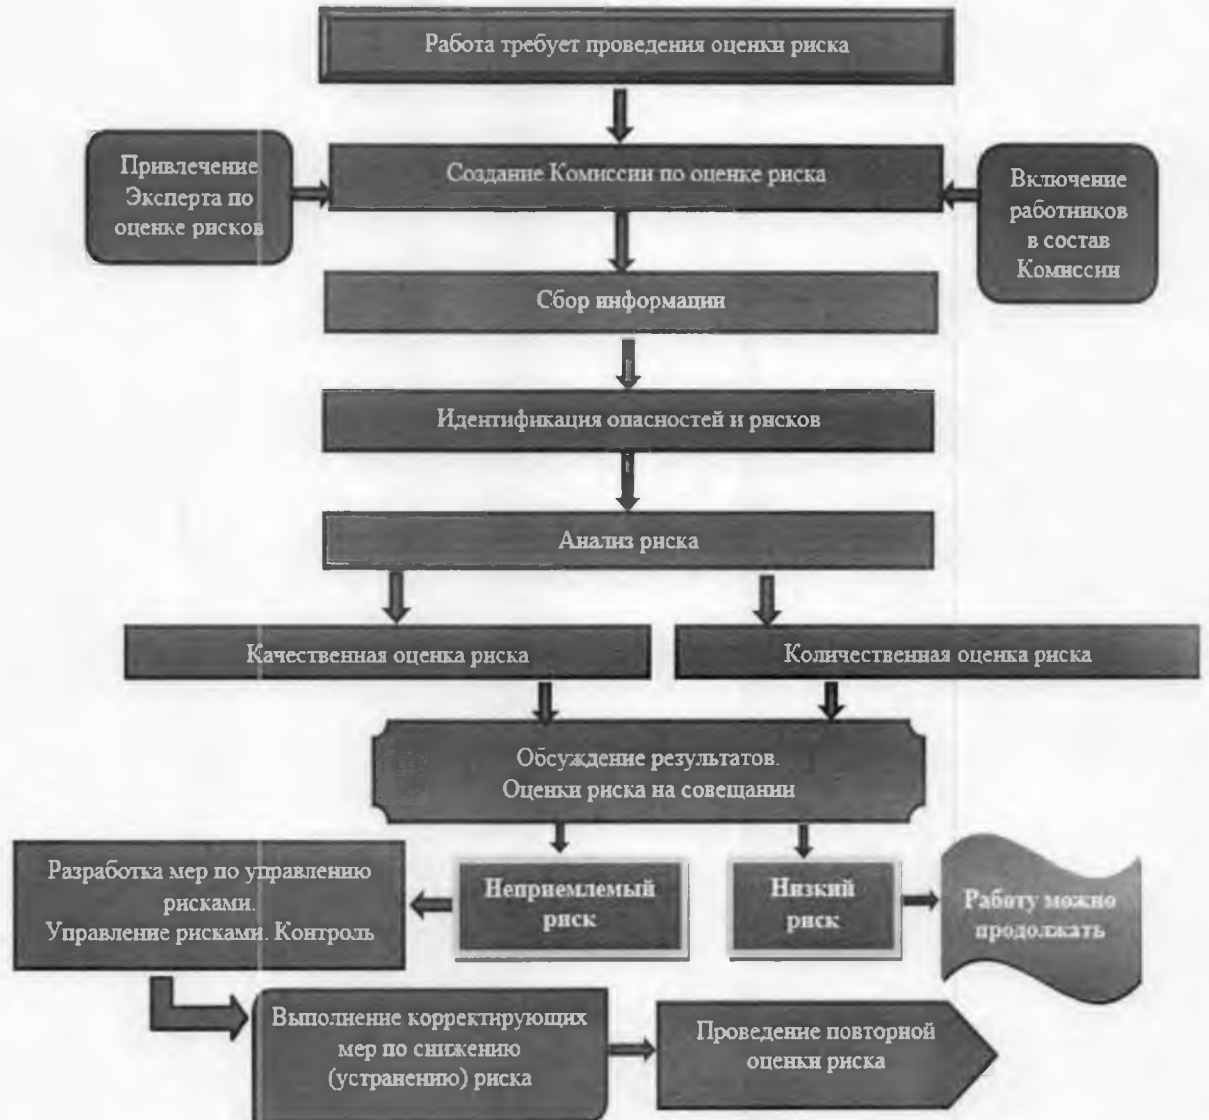 Работа требует проведения оценки риска
Привлечение
Эксперта по
оценке рисков
Создание Комиссии по оценке риска
Включение
работников
в состав
Комиссии
Сбор информации
Идентификация опасностей и рисков
Анализ риска
Качественная оценка риска
Количественная оценка риска
Обсуждение результатов.
Оценки риска на совещании
Разработка мер по управлению
рисками.
Управление рисками. Контроль
Неприемлемый
риск
Низкий
риск
Работу можно
продолжать
Выполнение корректирующих
мер по снижению
(устранению) риска
Проведение повторной
оценки риска